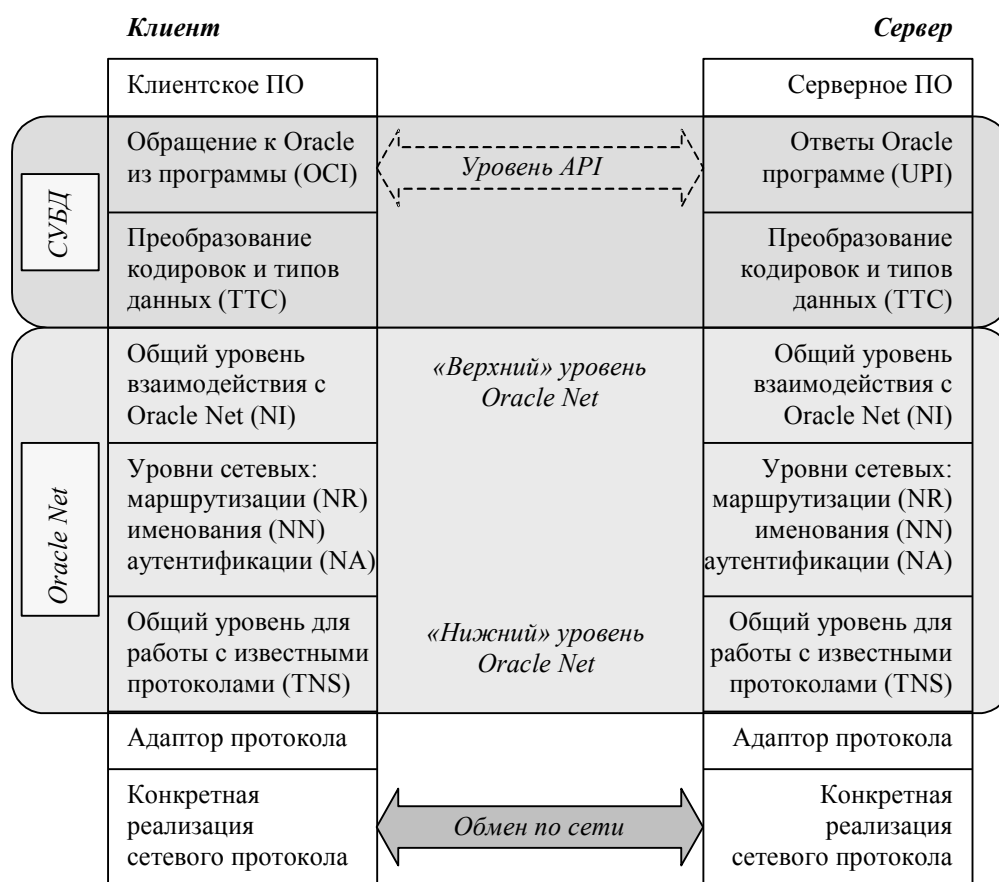 Клиент
Сервер
Клиентское ПО
Серверное ПО
СУБД
Обращение к Oracle
из программы (OCI)
Уровень API
Ответы Oracle
программе (UPI)
Преобразование
кодировок и типов
данных (TTC)
Преобразование
кодировок и типов
данных (TTC)
Oracle Net
Общий уровень
взаимодействия с
Oracle Net (NI)
«Верхний» уровень
Oracle Net
Общий уровень
взаимодействия с
Oracle Net (NI)
Уровни сетевых:
маршрутизации (NR)
именования (NN)
аутентификации (NA)
Уровни сетевых:
маршрутизации (NR)
именования (NN)
аутентификации (NA)
Общий уровень для
работы с известными
протоколами (TNS)
«Нижний» уровень
Oracle Net
Общий уровень для
работы с известными
протоколами (TNS)
Адаптор протокола
Адаптор протокола
Конкретная
реализация
сетевого протокола
Обмен по сети
Конкретная
реализация
сетевого протокола